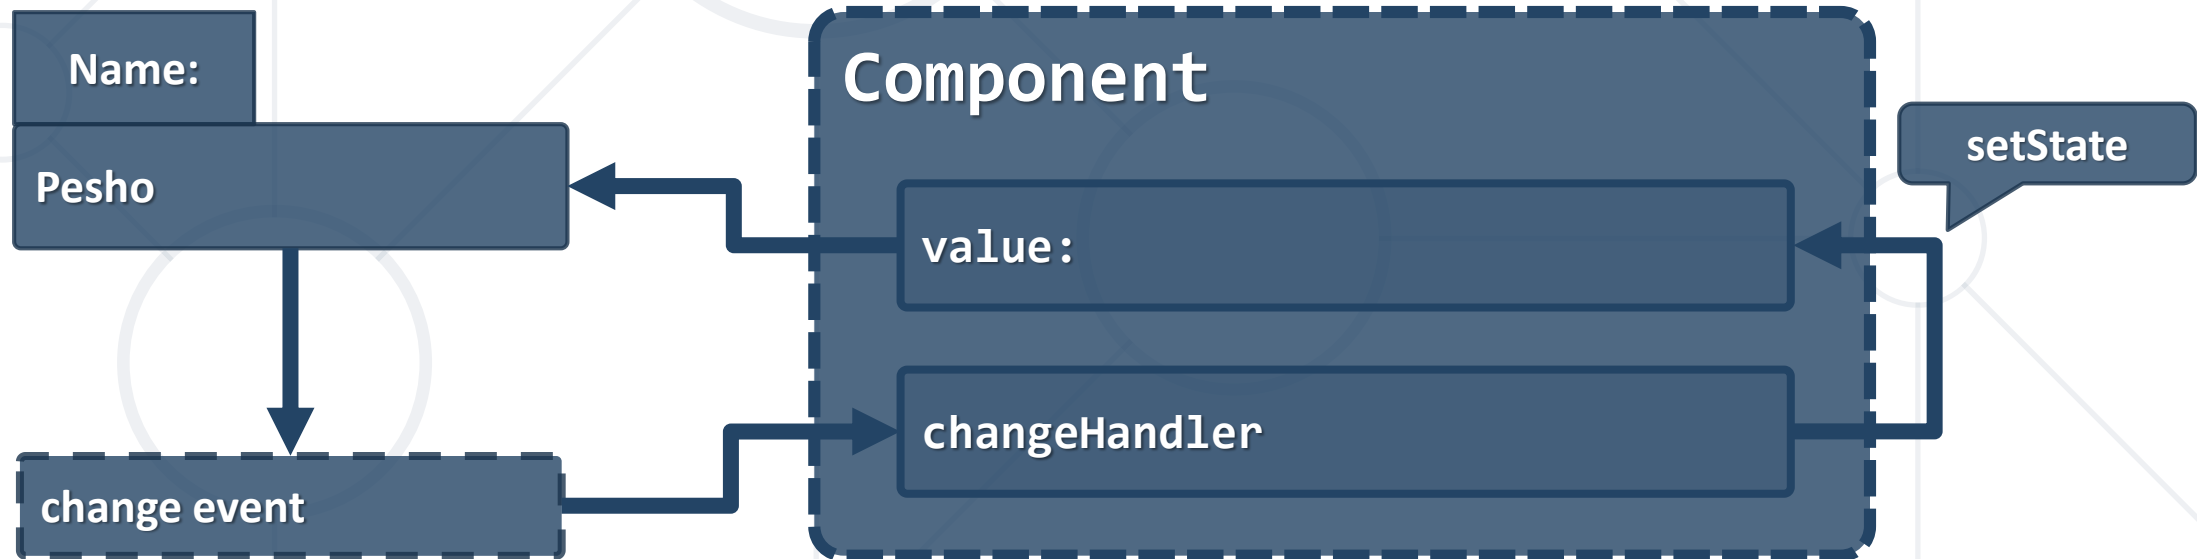 Name:
Pesho
change event
Component
value:
changeHandler
setState